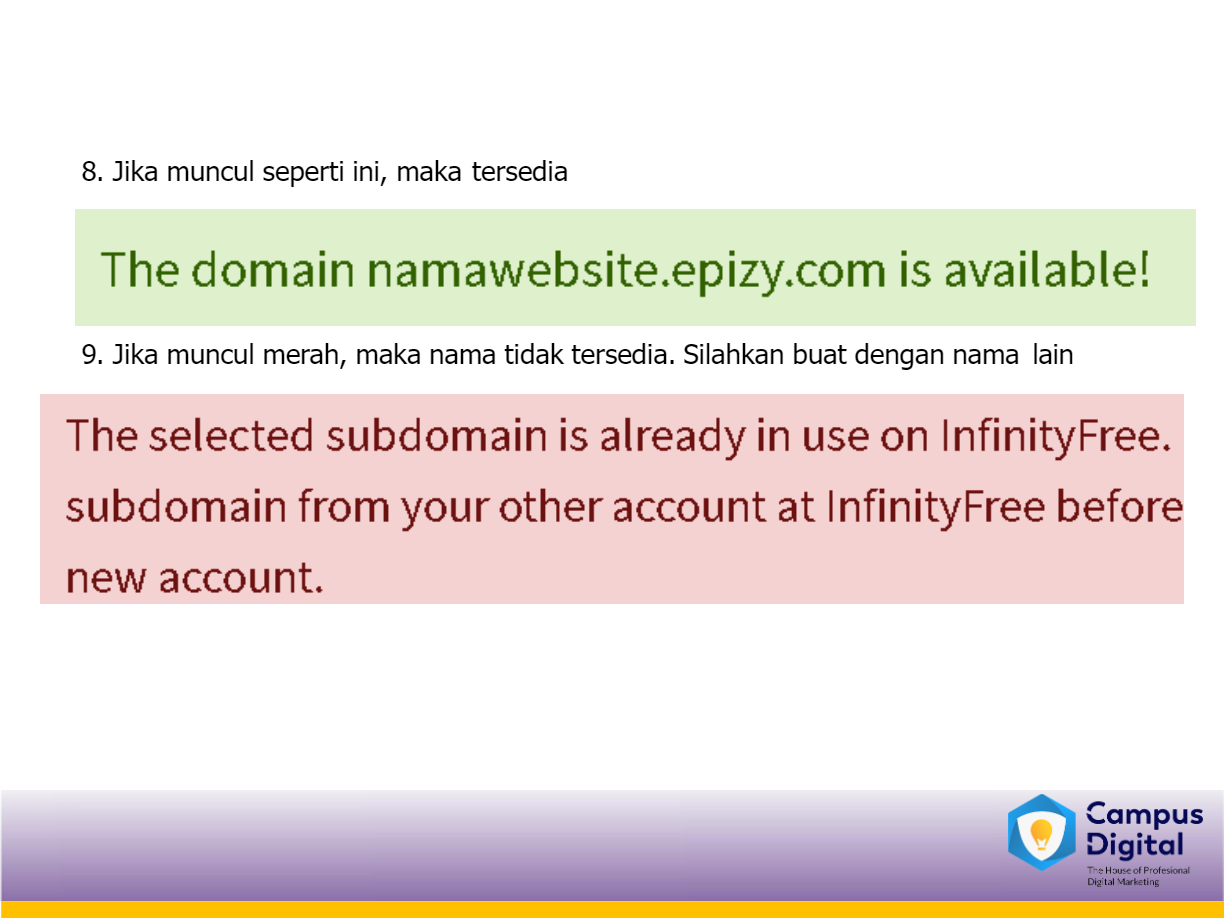 8. Jika muncul seperti ini, maka tersedia
The domain namawebsite.epizy.com is available!
9. Jika muncul merah, maka nama tidak tersedia. Silahkan buat dengan nama lain
The selected subdomain is already in use on InfinityFree.
subdomain from your other account at InfinityFree before
new account.
Campus
Digital
The House of Profesional
Digital Marketing